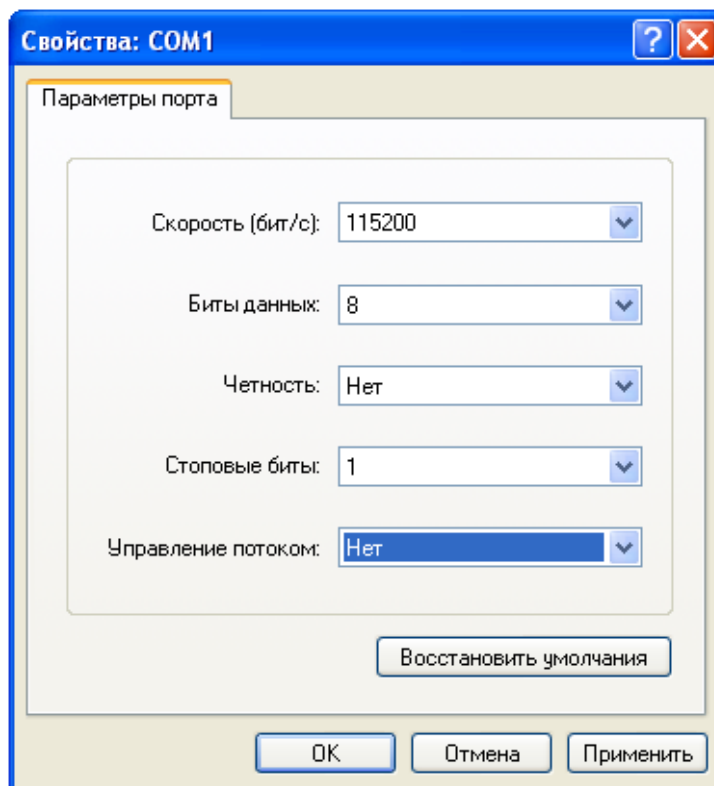 Свойства: COM1
Параметры порта
Скорость (бит/с): 115200
Биты данных: 8
Четность: Нет
Стоповые биты: 1
Управление потоком: Нет
Восстановить умолчания
OK Отмена Применить